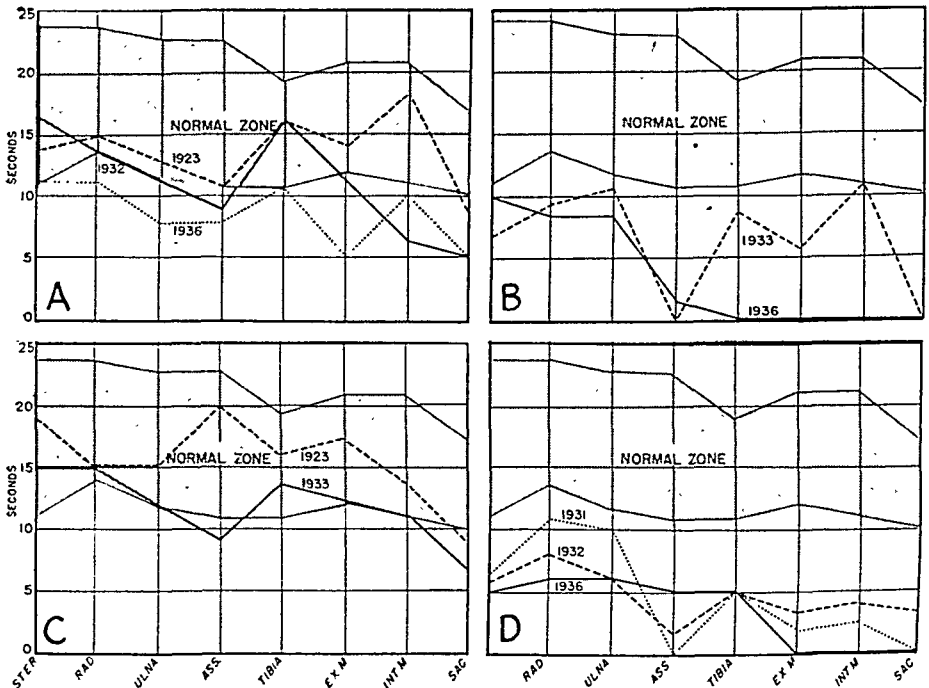 SECONDS
25
20
15
10
5
0
NORMAL ZONE
1923
1932
1936
A
NORMAL ZONE
1933
1936
B
SECONDS
25
20
15
10
5
0
NORMAL ZONE
1923
1933
C
STER
RAD
ULNA
ASS.
TIBIA
EX M
INT M
SAC
NORMAL ZONE
1931
1932
1936
D
RAD
ULNA
ASS
TIBIA
EX M
INT M
SAC